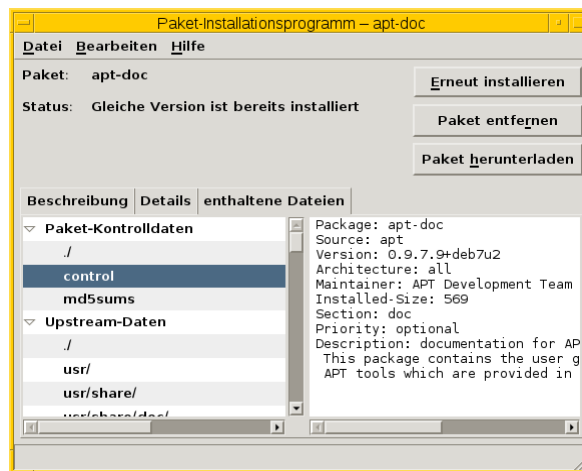 Paket-Installationsprogramm – apt-doc
Datei Bearbeiten Hilfe
Paket: apt-doc
Status: Gleiche Version ist bereits installiert
Erneut installieren
Paket entfernen
Paket herunterladen
Beschreibung Details enthaltene Dateien
Paket-Kontrolldaten
./
control
md5sums
Upstream-Daten
./
usr/
usr/share/
usr/share/doc/
Package: apt-doc
Source: apt
Version: 0.9.7.9+deb7u2
Architecture: all
Maintainer: APT Development Team
Installed-Size: 569
Section: doc
Priority: optional
Description: documentation for AP
This package contains the user g
APT tools which are provided in